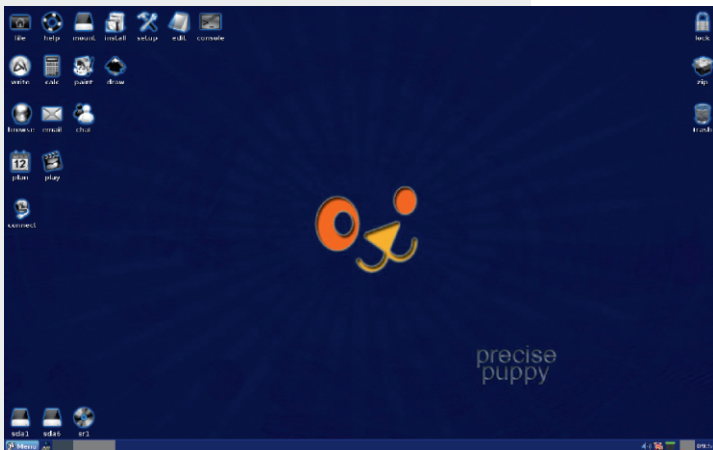 file help mount install setup edit console lock
write calc paint draw zip
browse email chat trash
12
plan play
connect
precise
puppy
sda1 sda6 sr1
Menu